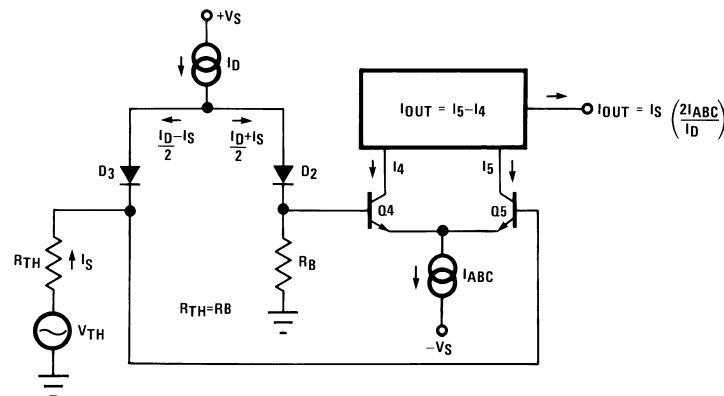 +VS
ID
IOUT = I5–I4
IOUT = IS (2IABC/ID)
ID/2–IS
ID/2+IS
D3
D2
I4
I5
Q4
Q5
RTH
IS
RB
IABC
RTH=RB
VTH
–VS